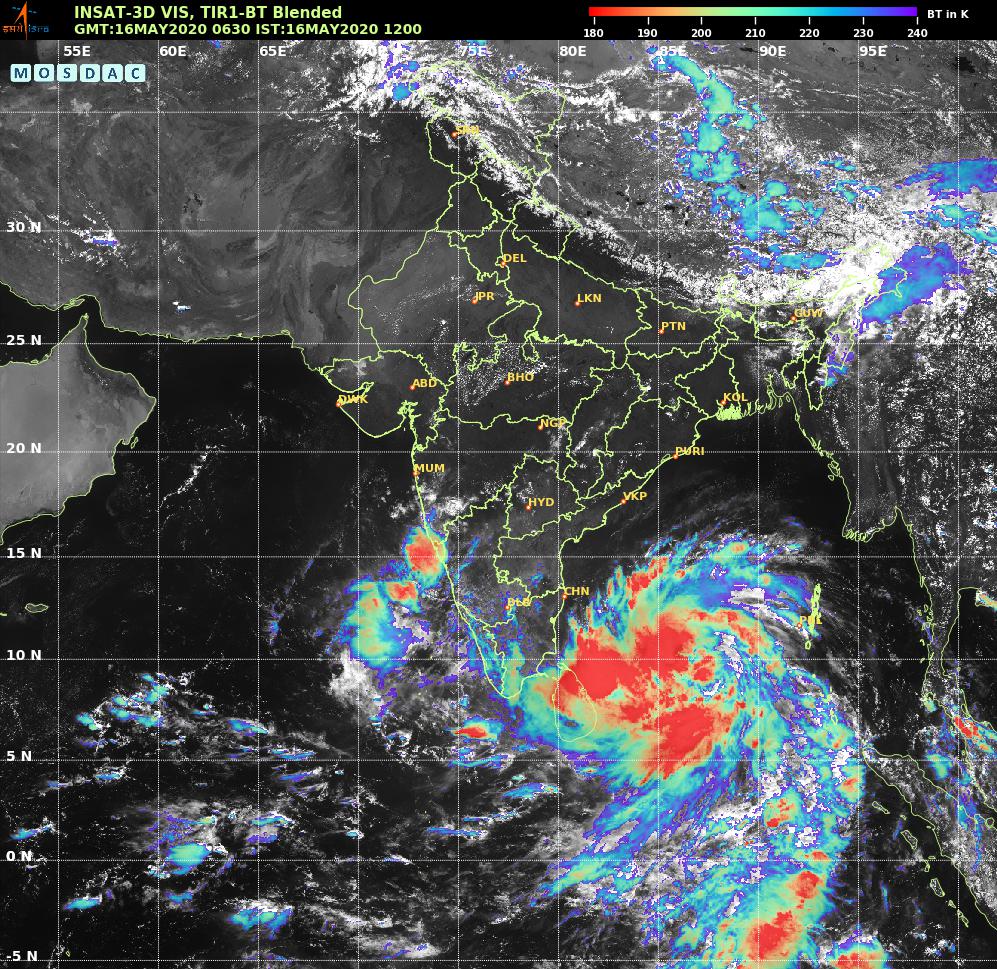 INSAT-3D VIS, TIR1-BT Blended
GMT:16MAY2020 0630 IST:16MAY2020 1200
BT in K
180 190 200 210 220 230 240
55E 60E 65E 70E 75E 80E 85E 90E 95E
MOSDAC
30 N
DEL
JPR
LKN
GUW
PTN
25 N
BHO
ABD
DWK
KOL
NGP
20 N
PURI
MUM
VKP
HYD
15 N
CHN
BLR
10 N
5 N
0 N
-5 N